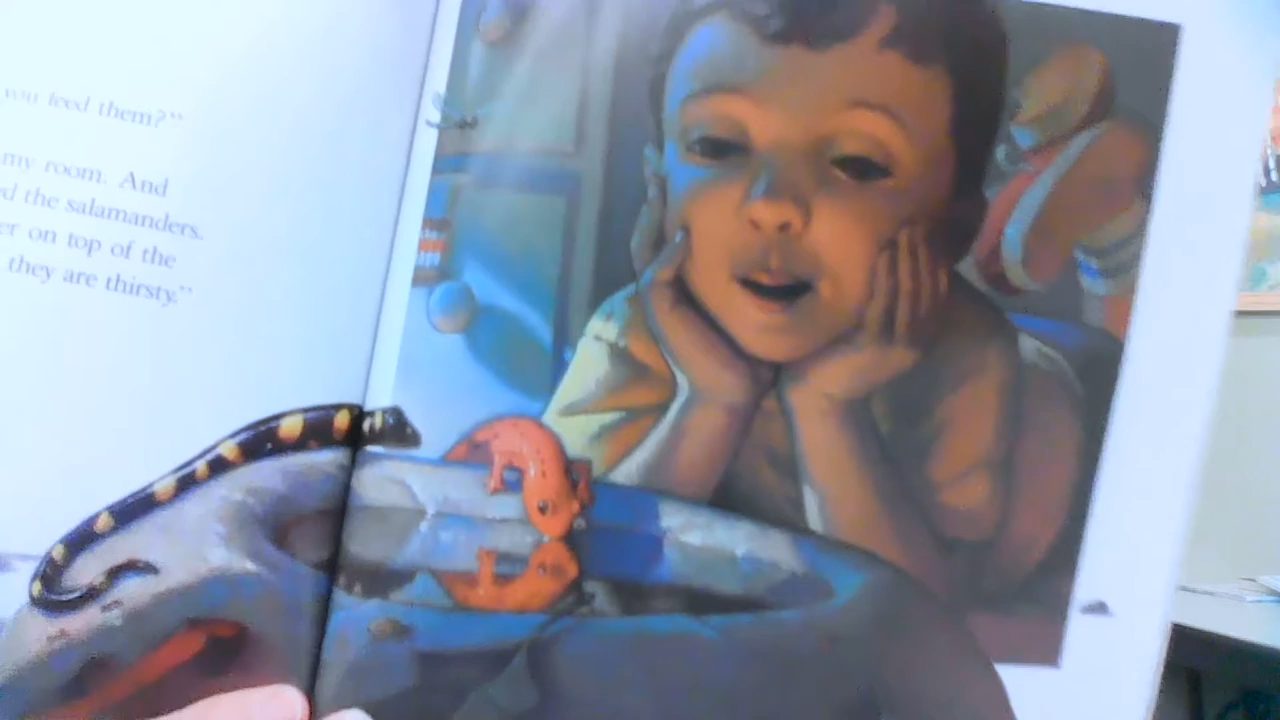 you feed them?”
my room. And
d the salamanders.
er on top of the
they are thirsty.”